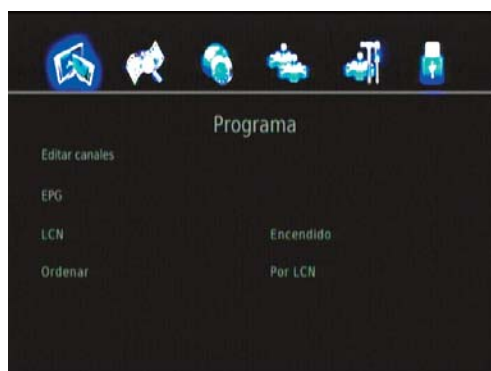 Programa
Editar canales
EPG
LCN Encendido
Ordenar Por LCN